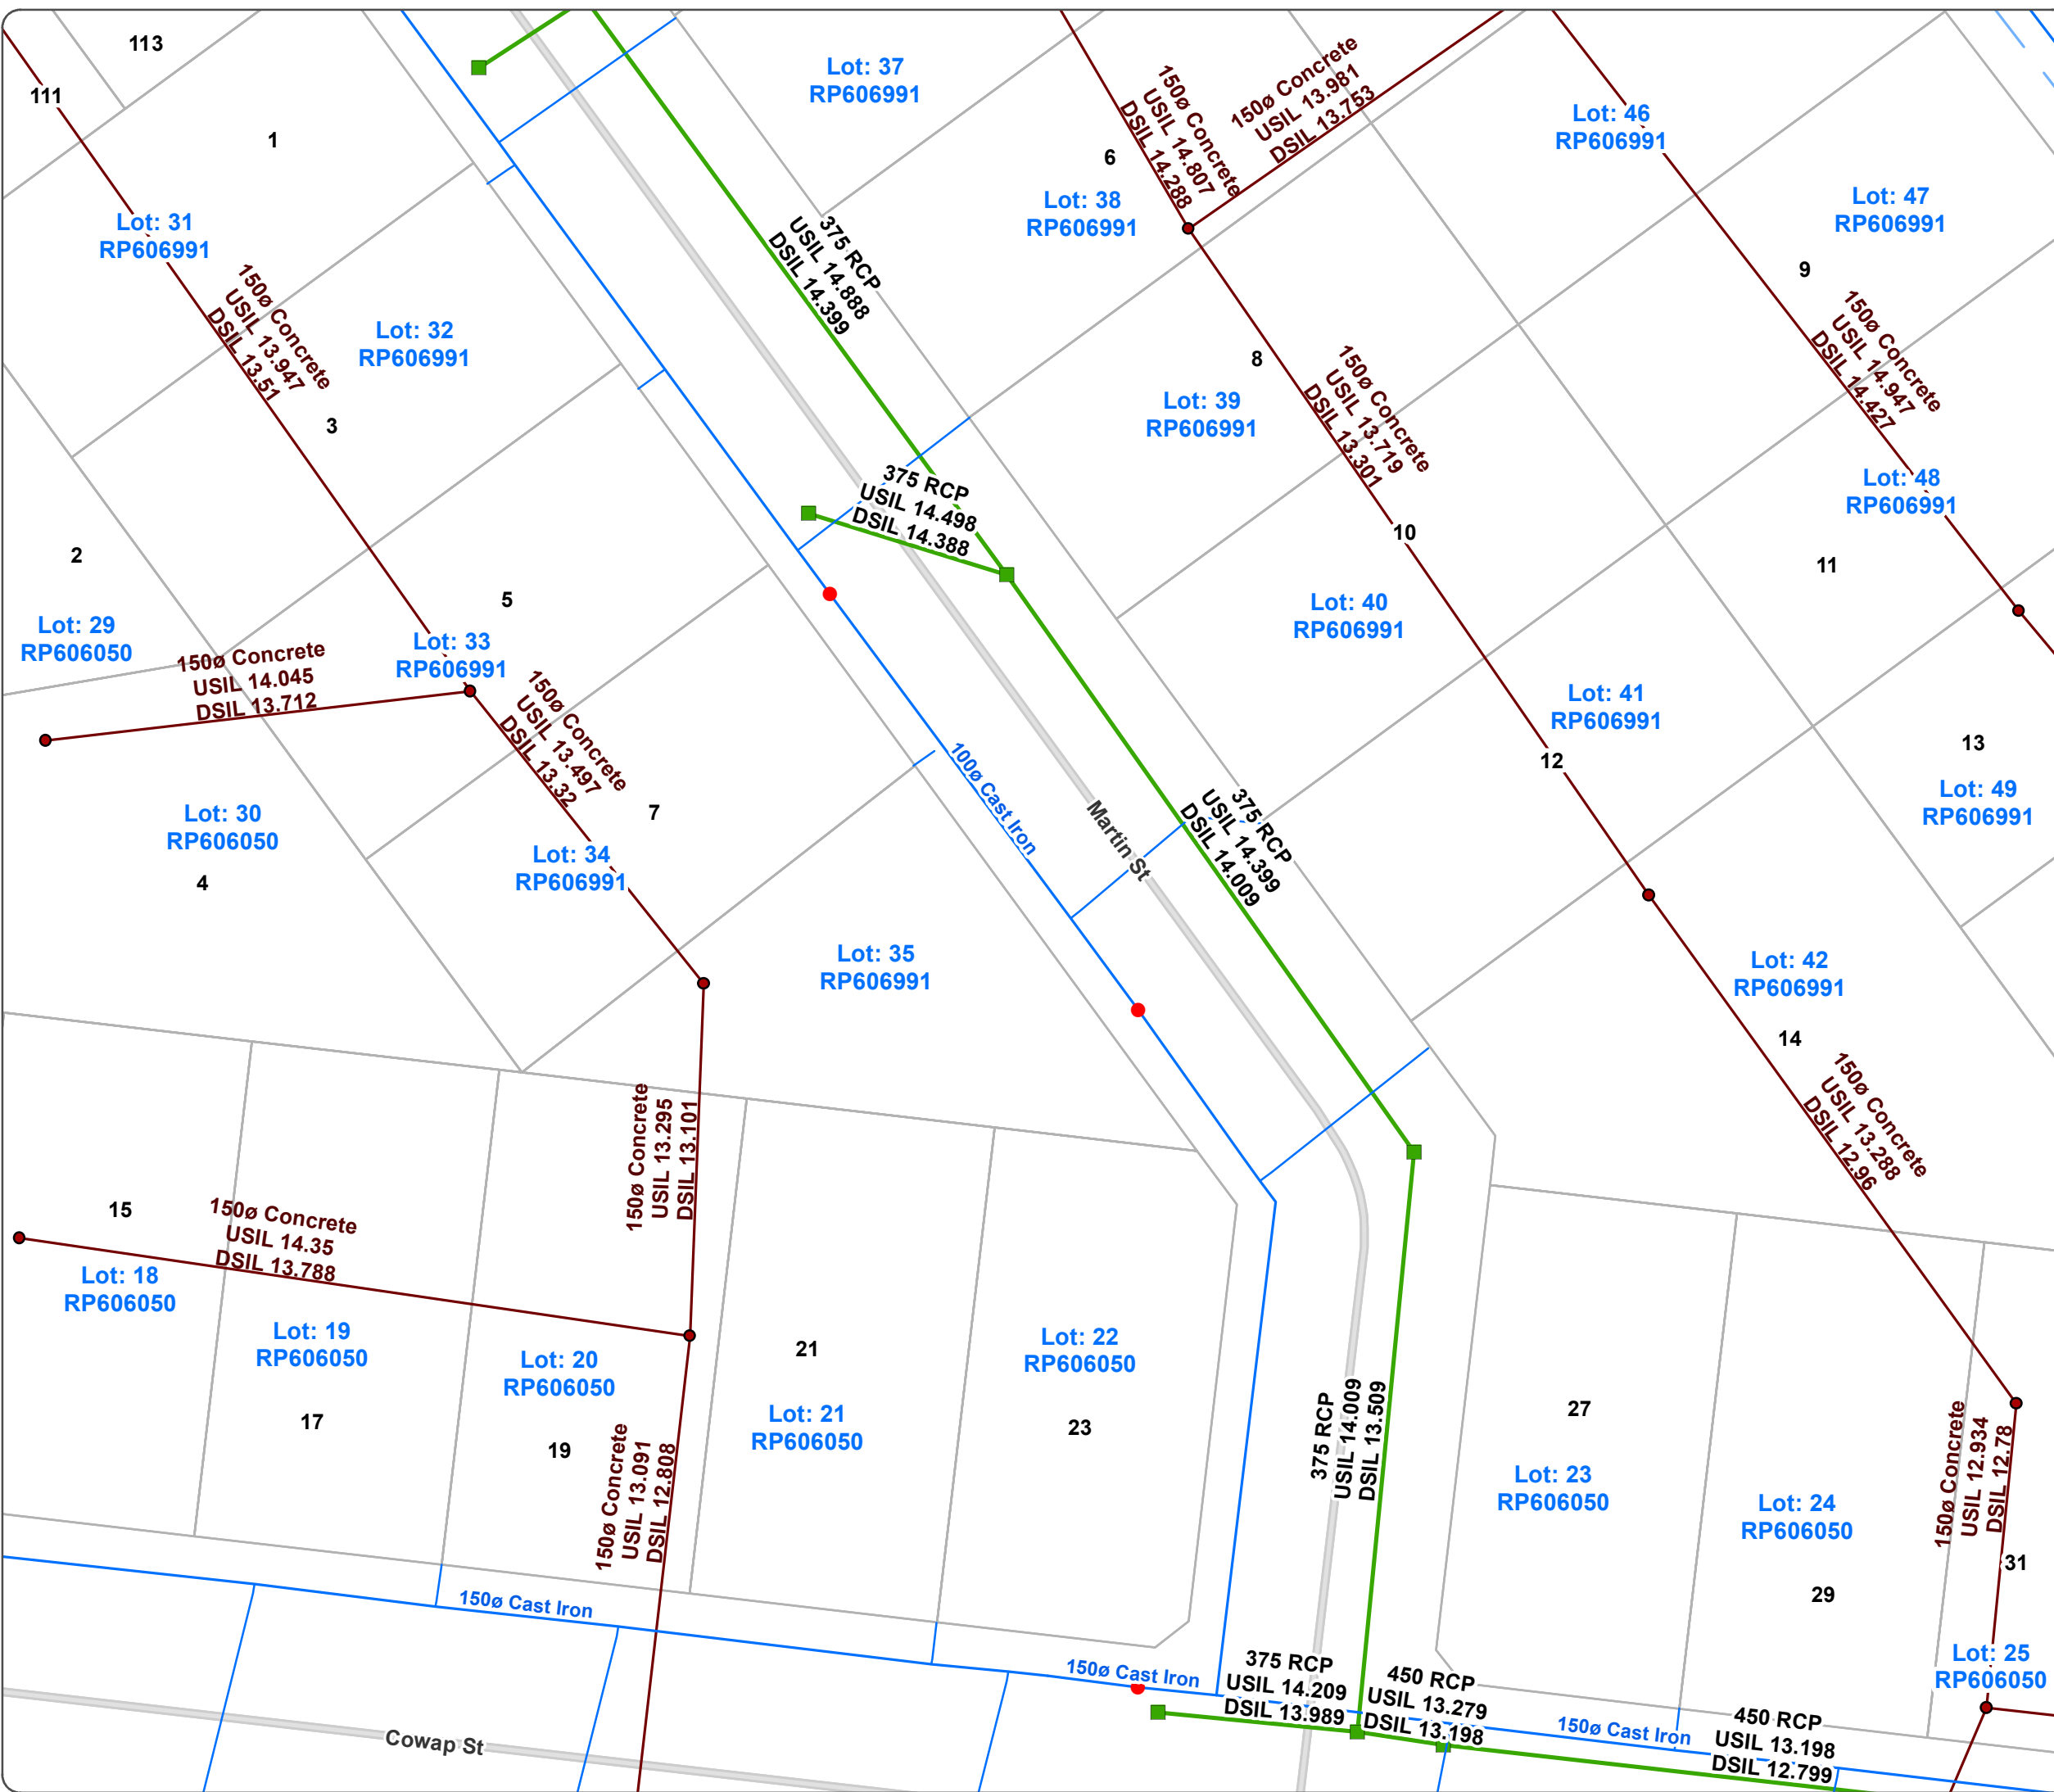 113
111
1
Lot: 37
RP606991
150ø Concrete
USIL 14.807
DSIL 14.288
150ø Concrete
USIL 13.981
DSIL 13.753
Lot: 46
RP606991
6
Lot: 38
RP606991
Lot: 47
RP606991
9
Lot: 31
RP606991
150ø Concrete
USIL 13.947
DSIL 13.51
Lot: 32
RP606991
3
375 RCP
USIL 14.888
DSIL 14.399
8
Lot: 39
RP606991
150ø Concrete
USIL 13.719
DSIL 13.301
150ø Concrete
USIL 14.947
DSIL 14.427
Lot: 48
RP606991
375 RCP
USIL 14.498
DSIL 14.388
10
11
2
Lot: 29
RP606050
5
Lot: 33
RP606991
150ø Concrete
USIL 14.045
DSIL 13.712
150ø Concrete
USIL 13.497
DSIL 13.32
Lot: 40
RP606991
Lot: 41
RP606991
12
13
Lot: 49
RP606991
Lot: 30
RP606050
4
7
Lot: 34
RP606991
100ø Cast Iron
Martin St
375 RCP
USIL 14.399
DSIL 14.009
Lot: 35
RP606991
Lot: 42
RP606991
14
150ø Concrete
USIL 13.288
DSIL 12.96
150ø Concrete
USIL 13.295
DSIL 13.101
15
150ø Concrete
USIL 14.35
DSIL 13.788
Lot: 18
RP606050
Lot: 19
RP606050
17
Lot: 20
RP606050
19
21
Lot: 21
RP606050
Lot: 22
RP606050
23
375 RCP
USIL 14.009
DSIL 13.509
27
Lot: 23
RP606050
Lot: 24
RP606050
29
150ø Concrete
USIL 12.934
DSIL 12.78
31
150ø Concrete
USIL 13.091
DSIL 12.808
150ø Cast Iron
150ø Cast Iron
375 RCP
USIL 14.209
DSIL 13.989
450 RCP
USIL 13.279
DSIL 13.198
150ø Cast Iron
450 RCP
USIL 13.198
DSIL 12.799
Lot: 25
RP606050
Cowap St